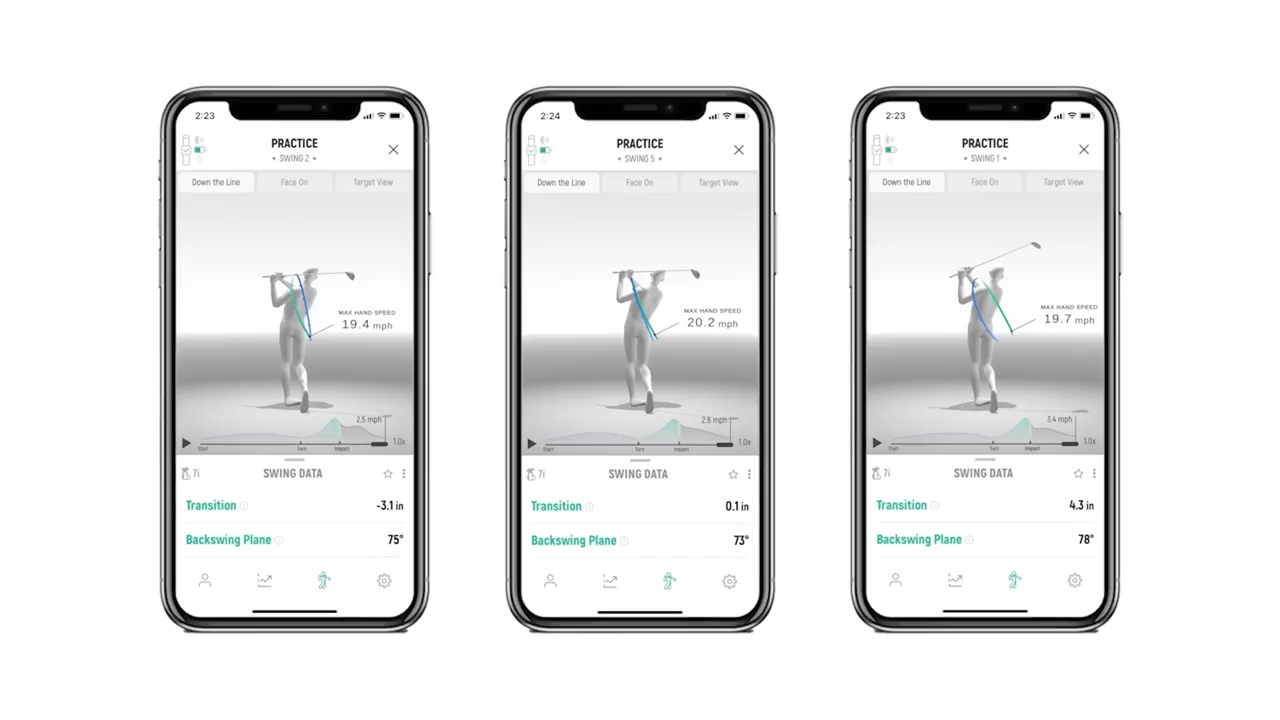 2:23
PRACTICE
SWING 2
Down the Line Face On Target View
MAX HAND SPEED
19.4 mph
2.5 mph
1.0x
Start Turn Impact
7i SWING DATA
Transition -3.1 in
Backswing Plane 75°
2:24
PRACTICE
SWING 5
Down the Line Face On Target View
MAX HAND SPEED
20.2 mph
2.6 mph
1.0x
Start Turn Impact
7i SWING DATA
Transition 0.1 in
Backswing Plane 73°
2:23
PRACTICE
SWING 1
Down the Line Face On Target View
MAX HAND SPEED
19.7 mph
3.4 mph
1.0x
Start Turn Impact
7i SWING DATA
Transition 4.3 in
Backswing Plane 78°